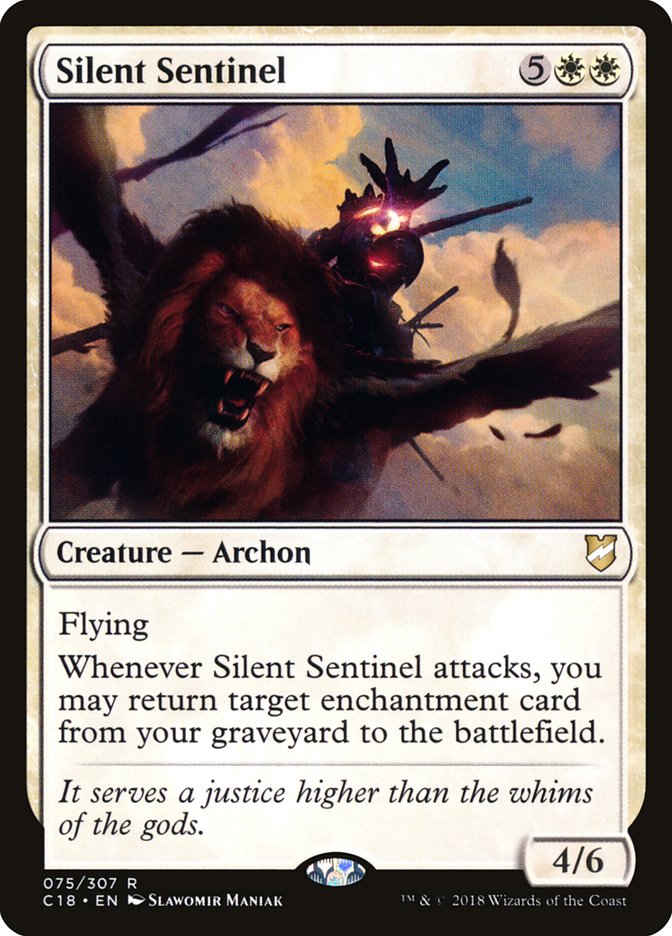 Silent Sentinel 5
Creature — Archon
Flying
Whenever Silent Sentinel attacks, you
may return target enchantment card
from your graveyard to the battlefield.
It serves a justice higher than the whims
of the gods.
4/6
075/307 R
C18 • EN Slawomir Maniak
™ & © 2018 Wizards of the Coast